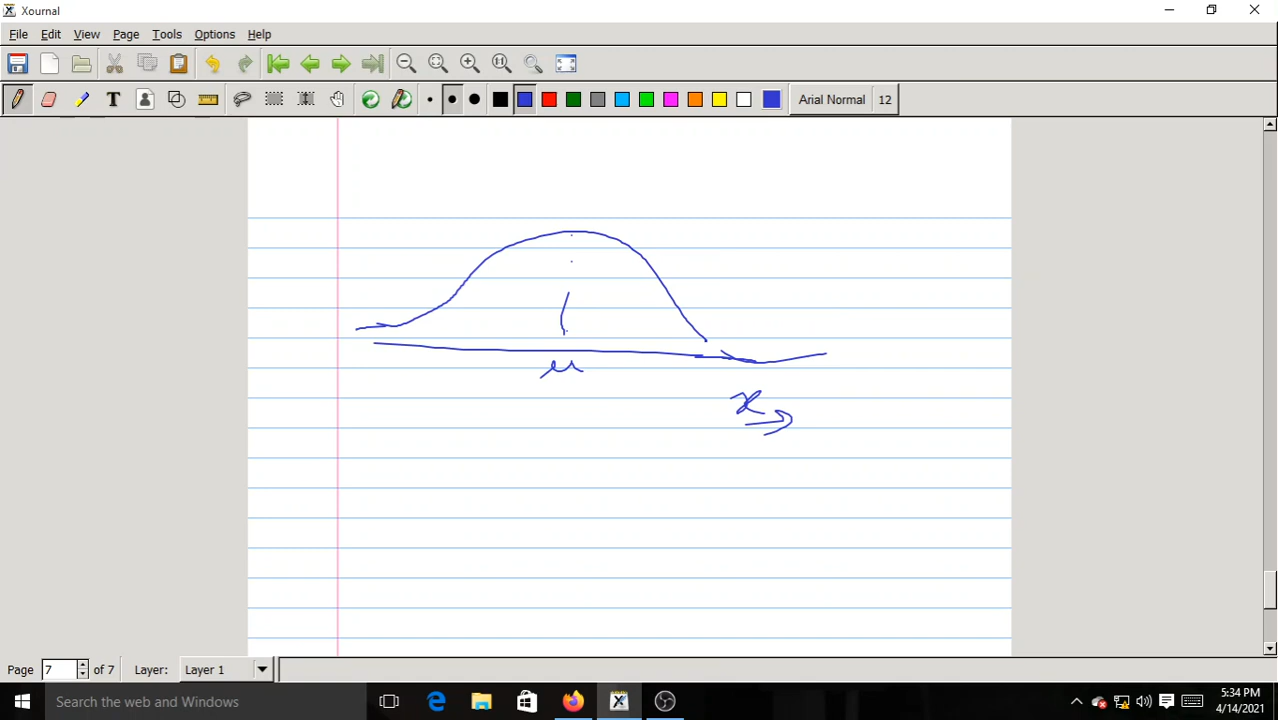 Xournal
File Edit View Page Tools Options Help
Arial Normal 12
μ
x
Page 7 of 7 Layer: Layer 1
Search the web and Windows
5:34 PM
4/14/2021